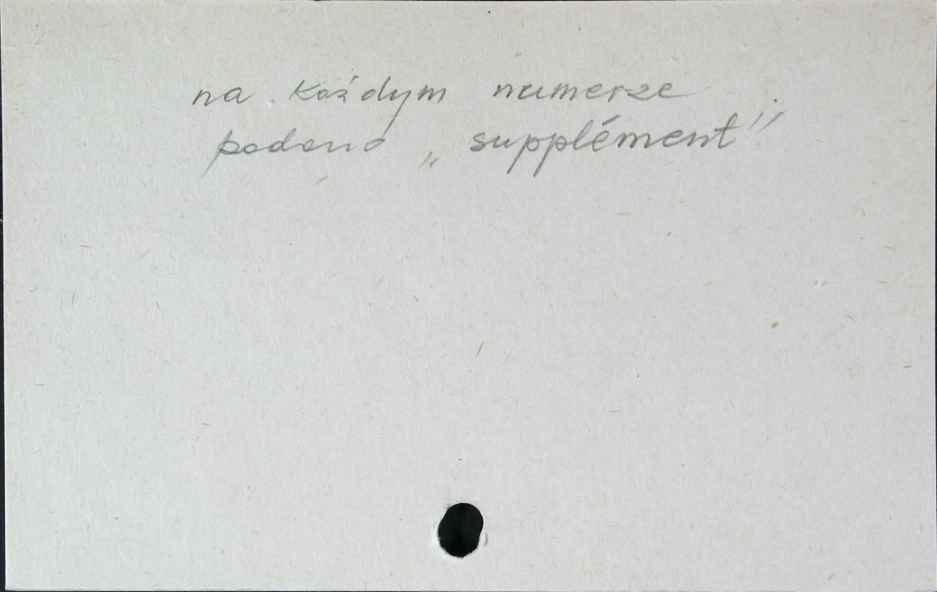 na każdym numerze
podano „supplément”